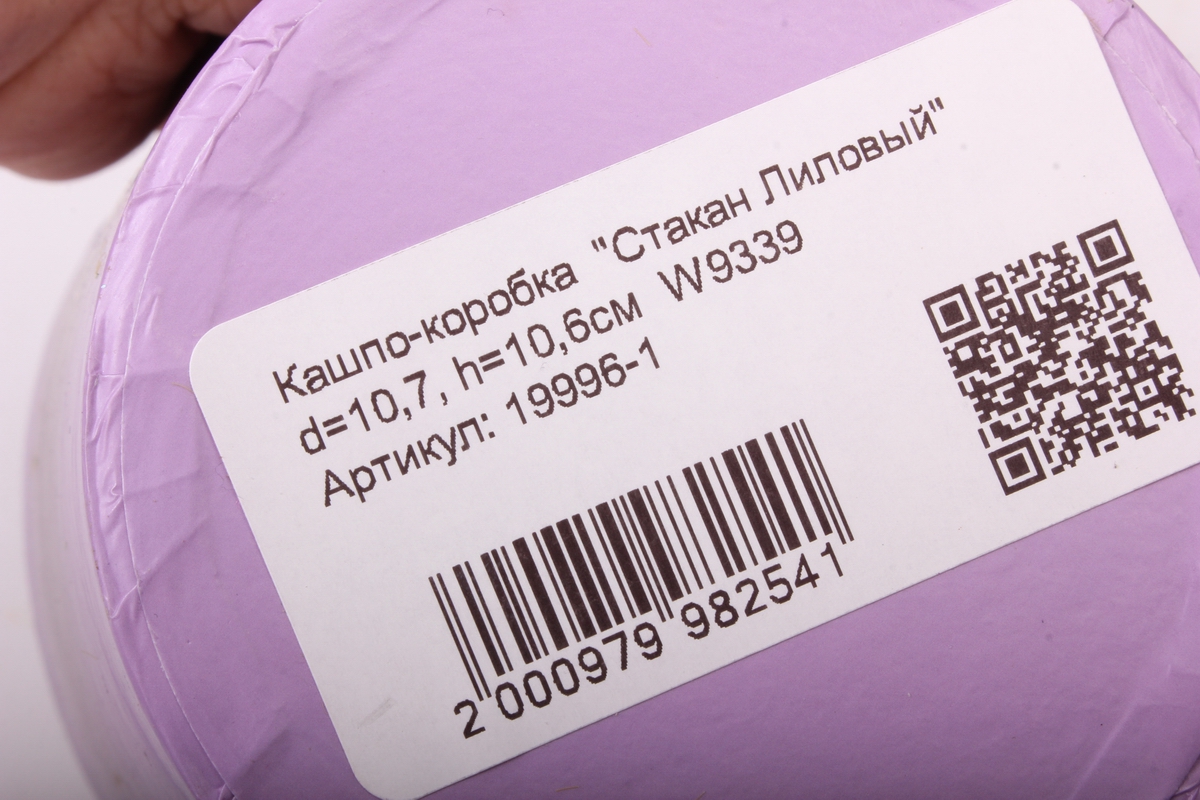 Кашпо-коробка "Стакан Лиловый"
d=10,7, h=10,6см W9339
Артикул: 19996-1
2 000979 982541